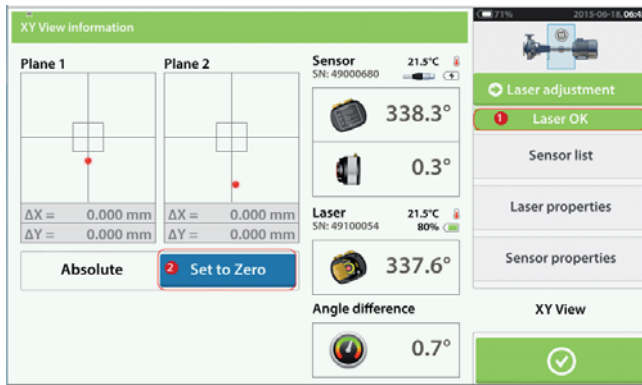 71% 2015-06-18, 06:4
XY View information
Plane 1
Plane 2
ΔX = 0.000 mm
ΔY = 0.000 mm
ΔX = 0.000 mm
ΔY = 0.000 mm
Absolute
2 Set to Zero
Sensor 21.5°C
SN: 49000680
338.3°
0.3°
Laser 21.5°C
SN: 49100054 80%
337.6°
Angle difference
0.7°
Laser adjustment
1 Laser OK
Sensor list
Laser properties
Sensor properties
XY View